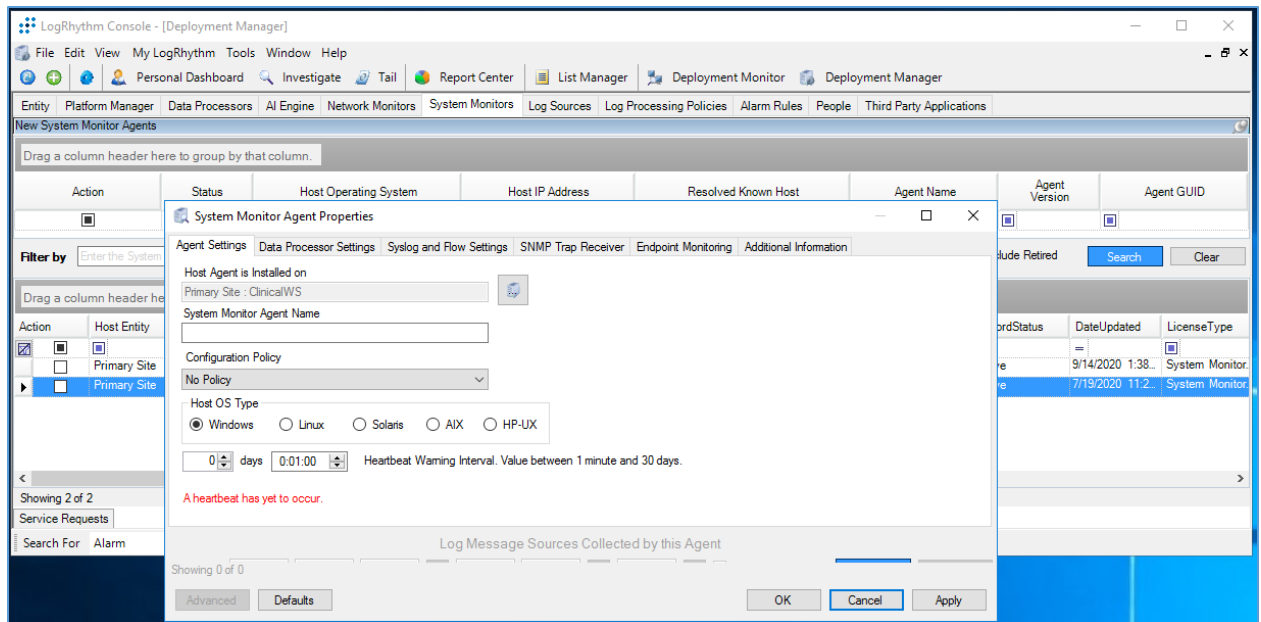 LogRhythm Console - [Deployment Manager]
File Edit View My LogRhythm Tools Window Help
Personal Dashboard Investigate Tail Report Center List Manager Deployment Monitor Deployment Manager
Entity Platform Manager Data Processors AI Engine Network Monitors System Monitors Log Sources Log Processing Policies Alarm Rules People Third Party Applications
New System Monitor Agents
Drag a column header here to group by that column.
Action Status Host Operating System Host IP Address Resolved Known Host Agent Name Agent Version Agent GUID
System Monitor Agent Properties
Agent Settings Data Processor Settings Syslog and Flow Settings SNMP Trap Receiver Endpoint Monitoring Additional Information
Filter by Enter the System
lude Retired Search Clear
Host Agent is Installed on
Primary Site : ClinicalWS
Drag a column header he
System Monitor Agent Name
Action Host Entity
ordStatus DateUpdated LicenseType
=
Configuration Policy
Primary Site
ve 9/14/2020 1:38... System Monitor.
No Policy
Primary Site
ve 7/19/2020 11:2... System Monitor.
Host OS Type
Windows Linux Solaris AIX HP-UX
0 days 0:01:00 Heartbeat Warning Interval. Value between 1 minute and 30 days.
A heartbeat has yet to occur.
Showing 2 of 2
Service Requests
Search For Alarm
Log Message Sources Collected by this Agent
Showing 0 of 0
Advanced Defaults OK Cancel Apply